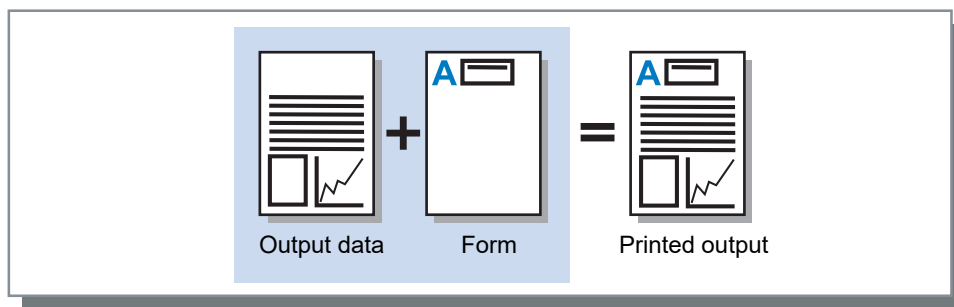 A
A
+
=
Output data
Form
Printed output